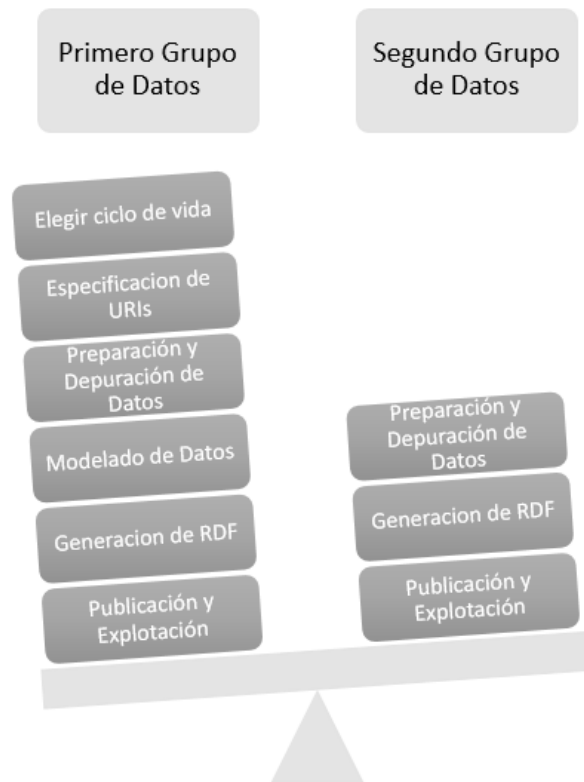 Primero Grupo
de Datos
Segundo Grupo
de Datos
Elegir ciclo de vida
Especificacion de
URIs
Preparación y
Depuración de
Datos
Modelado de Datos
Generacion de RDF
Publicación y
Explotación
Preparación y
Depuración de
Datos
Generacion de RDF
Publicación y
Explotación